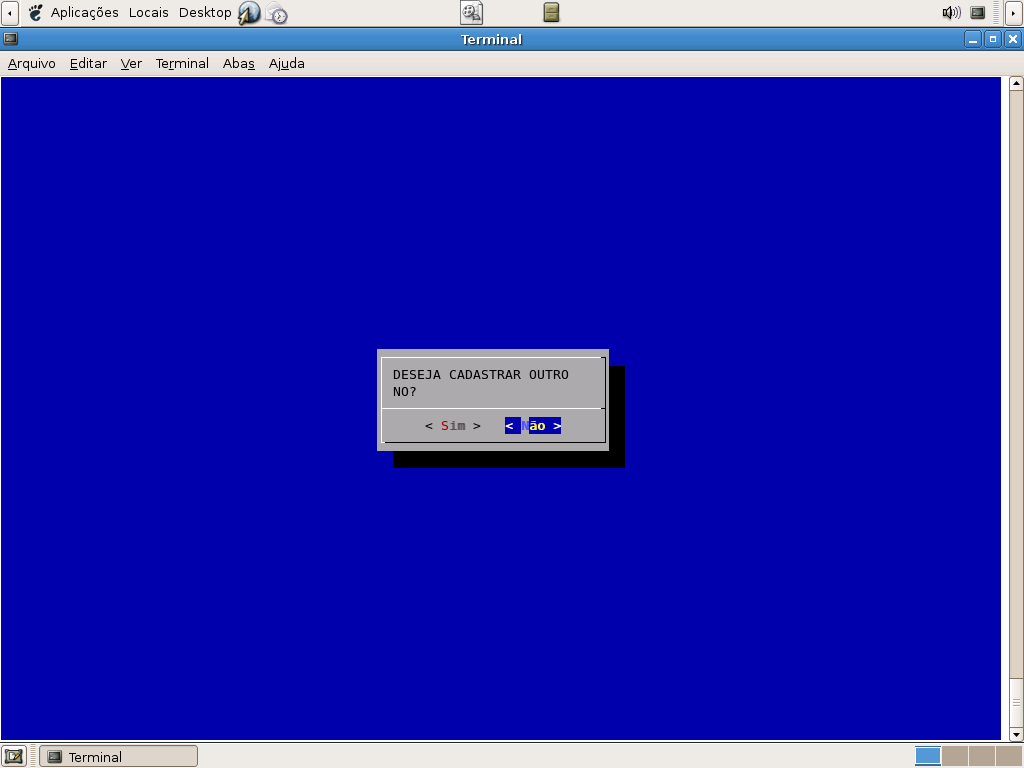 Aplicações Locais Desktop
Terminal
Arquivo Editar Ver Terminal Abas Ajuda
DESEJA CADASTRAR OUTRO
NO?
< Sim > < Não >
Terminal